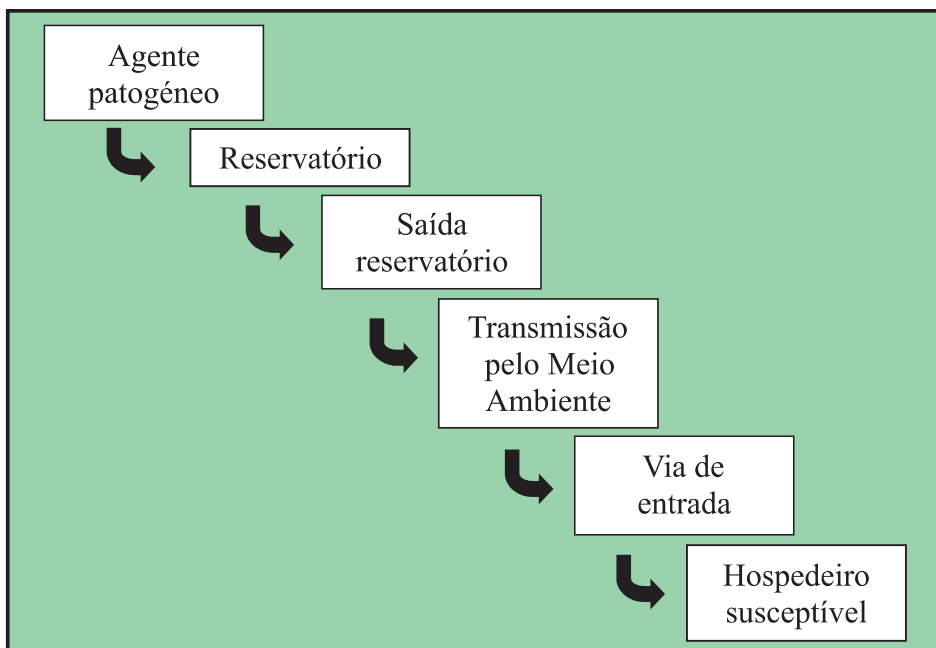 Agente
patogéneo
Reservatório
Saída
reservatório
Transmissão
pelo Meio
Ambiente
Via de
entrada
Hospedeiro
susceptível